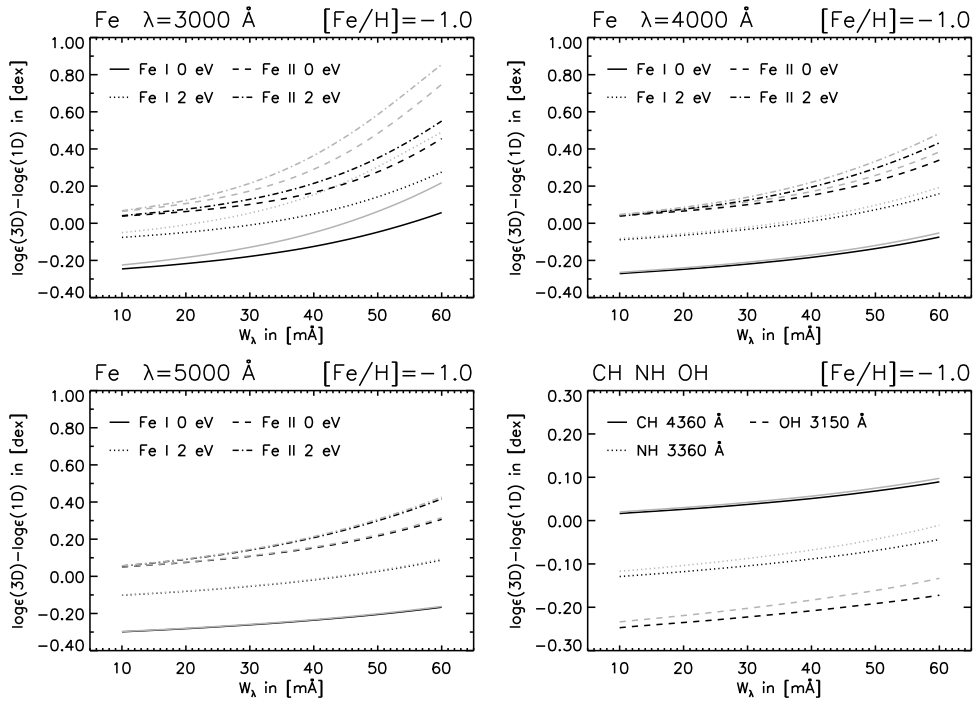 Fe λ=3000 Å [Fe/H]=−1.0
1.00
0.80
0.60
0.40
0.20
0.00
−0.20
−0.40
logϵ(3D)−logϵ(1D) in [dex]
Fe I 0 eV Fe II 0 eV
Fe I 2 eV Fe II 2 eV
10 20 30 40 50 60
Wλ in [mÅ]
Fe λ=4000 Å [Fe/H]=−1.0
1.00
0.80
0.60
0.40
0.20
0.00
−0.20
−0.40
logϵ(3D)−logϵ(1D) in [dex]
Fe I 0 eV Fe II 0 eV
Fe I 2 eV Fe II 2 eV
10 20 30 40 50 60
Wλ in [mÅ]
Fe λ=5000 Å [Fe/H]=−1.0
1.00
0.80
0.60
0.40
0.20
0.00
−0.20
−0.40
logϵ(3D)−logϵ(1D) in [dex]
Fe I 0 eV Fe II 0 eV
Fe I 2 eV Fe II 2 eV
10 20 30 40 50 60
Wλ in [mÅ]
CH NH OH [Fe/H]=−1.0
0.30
0.20
0.10
0.00
−0.10
−0.20
−0.30
logϵ(3D)−logϵ(1D) in [dex]
CH 4360 Å OH 3150 Å
NH 3360 Å
10 20 30 40 50 60
Wλ in [mÅ]